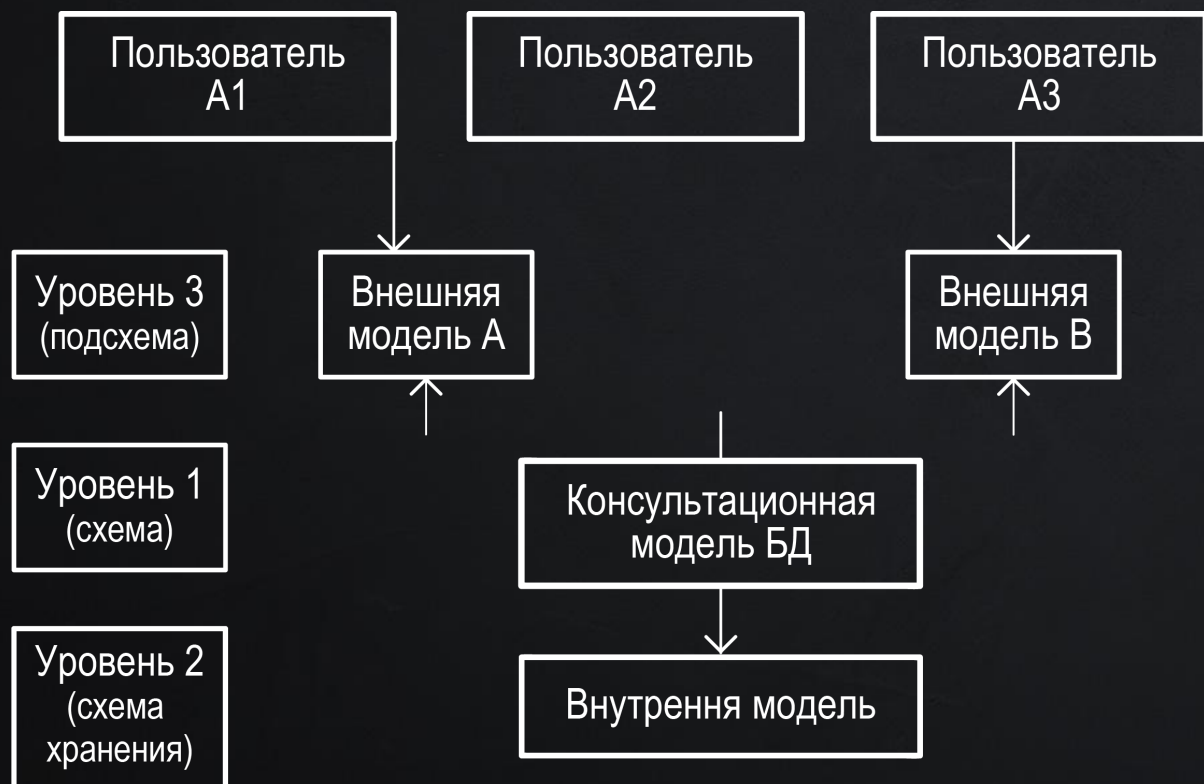 Пользователь
А1
Пользователь
А2
Пользователь
А3
Уровень 3
(подсхема)
Внешняя
модель А
Внешняя
модель В
Уровень 1
(схема)
Консультационная
модель БД
Уровень 2
(схема
хранения)
Внутрення модель